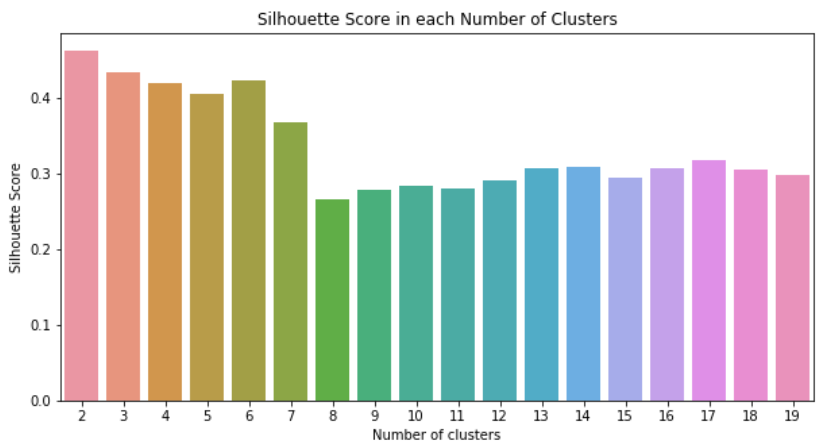 Silhouette Score in each Number of Clusters
Silhouette Score
0.4
0.3
0.2
0.1
0.0
2 3 4 5 6 7 8 9 10 11 12 13 14 15 16 17 18 19
Number of clusters